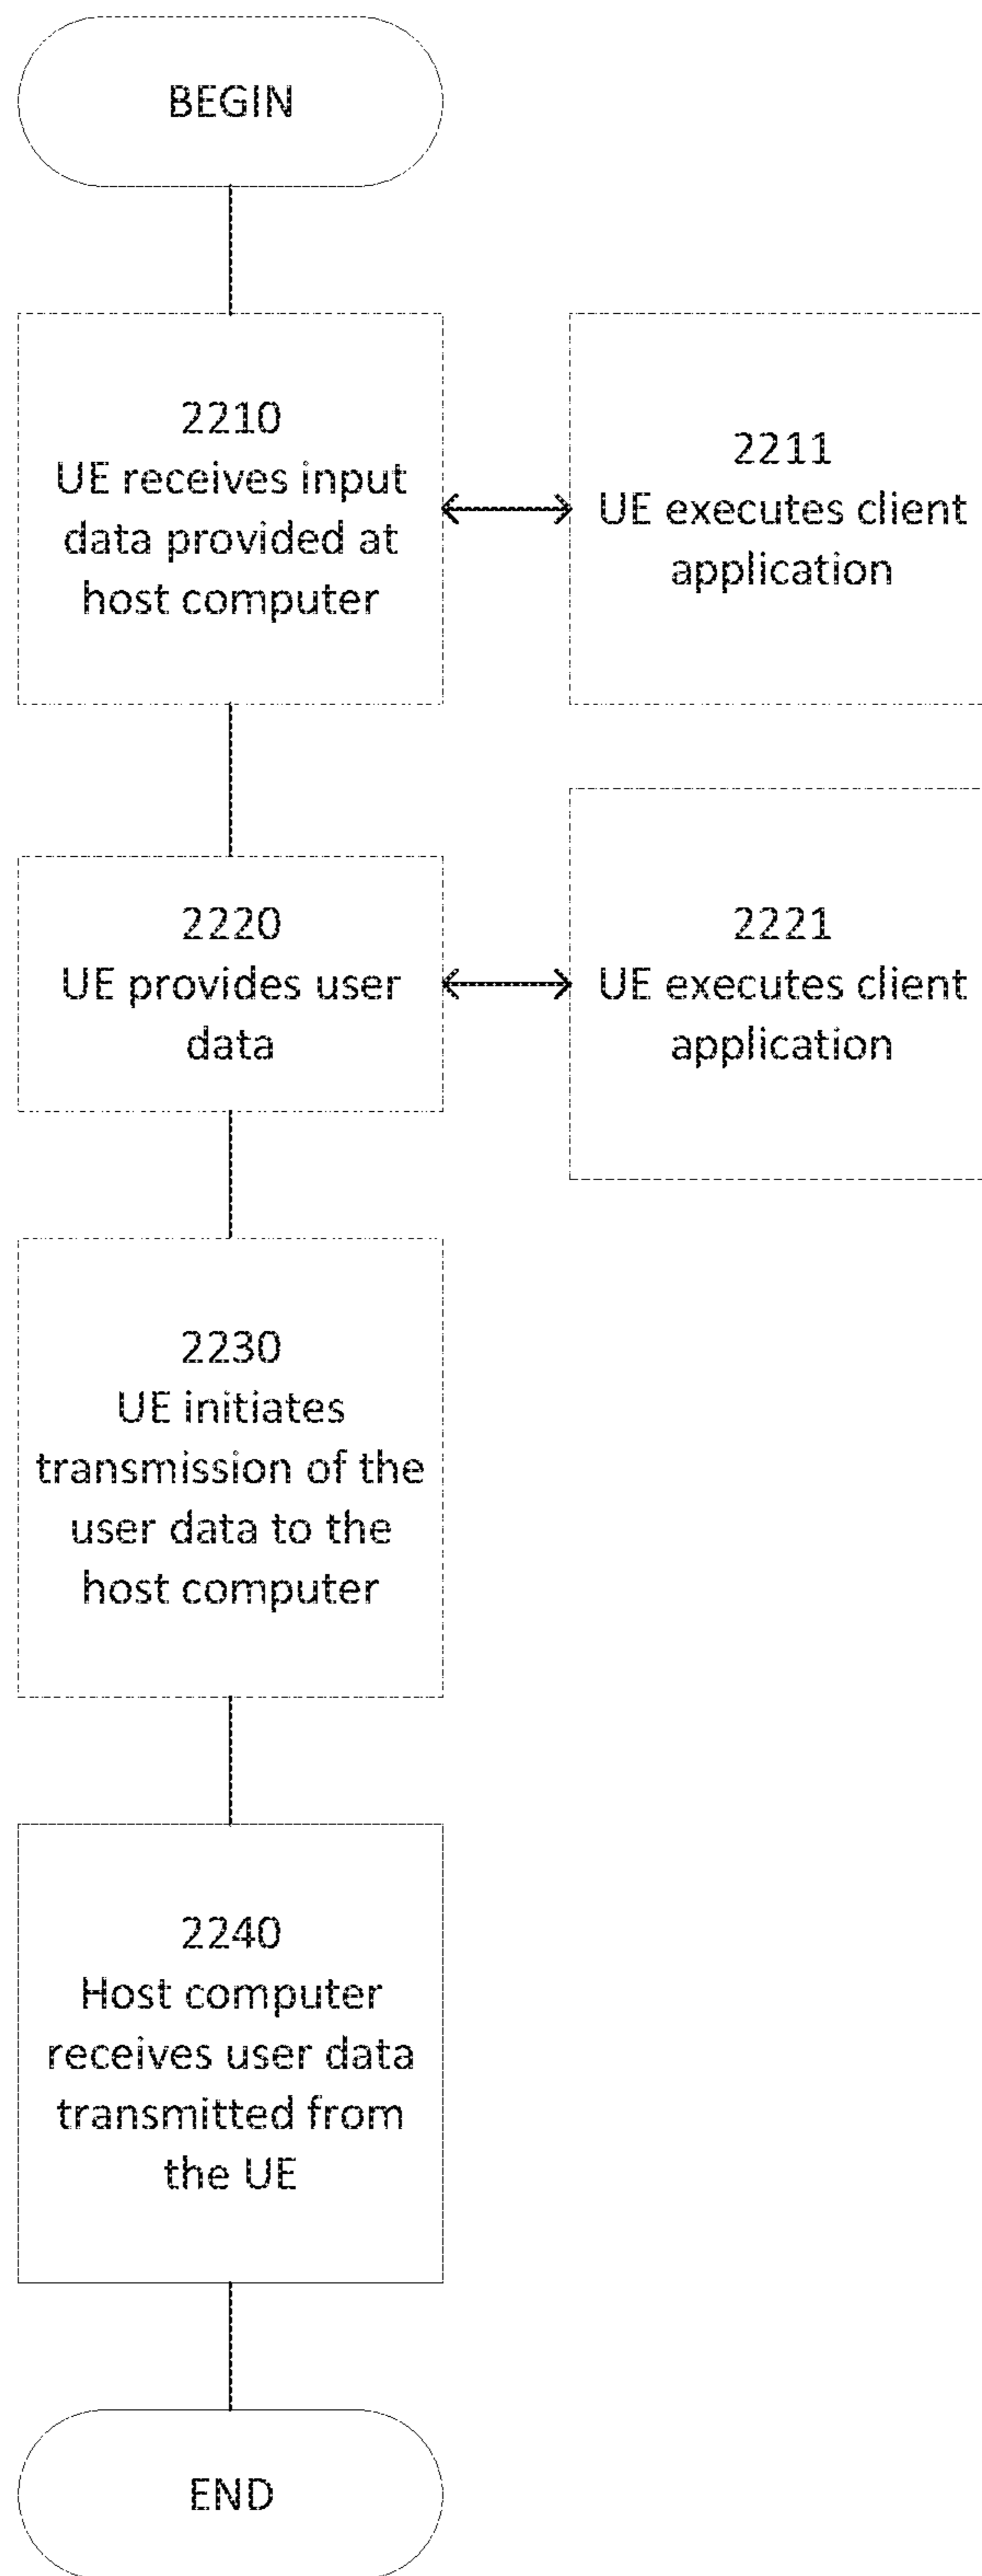 BEGIN
2210
UE receives input
data provided at
host computer
2211
UE executes client
application
2220
UE provides user
data
2221
UE executes client
application
2230
UE initiates
transmission of the
user data to the
host computer
2240
Host computer
receives user data
transmitted from
the UE
END